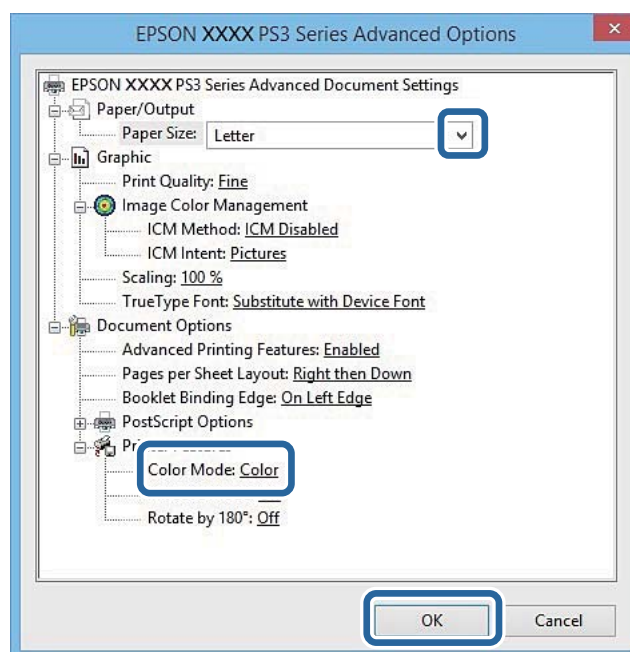 EPSON XXXX PS3 Series Advanced Options
EPSON XXXX PS3 Series Advanced Document Settings
Paper/Output
Paper Size: Letter
Graphic
Print Quality: Fine
Image Color Management
ICM Method: ICM Disabled
ICM Intent: Pictures
Scaling: 100 %
TrueType Font: Substitute with Device Font
Document Options
Advanced Printing Features: Enabled
Pages per Sheet Layout: Right then Down
Booklet Binding Edge: On Left Edge
PostScript Options
Color Mode: Color
Rotate by 180°: Off
OK Cancel